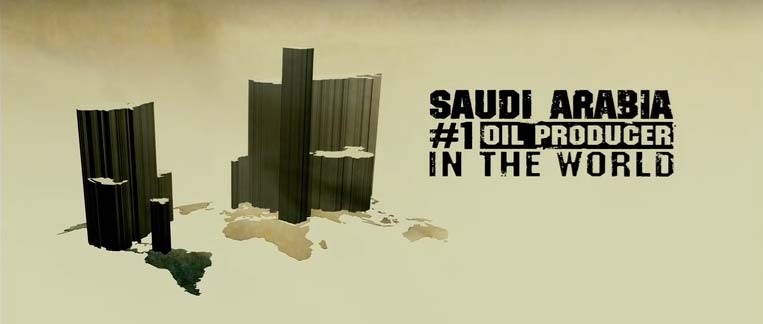 SAUDI ARABIA
#1 OIL PRODUCER
IN THE WORLD